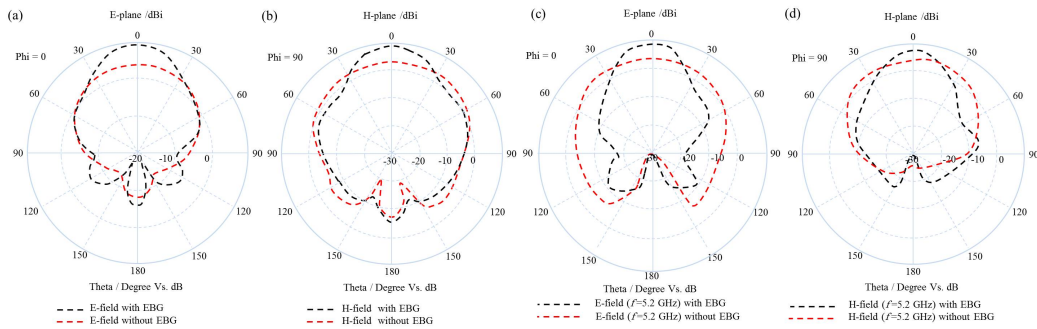 (a)
E-plane /dBi
Phi = 0
0
30
30
60
60
90
90
-20
-10
0
120
120
150
150
180
Theta / Degree Vs. dB
E-field with EBG
E-field without EBG
(b)
H-plane /dBi
Phi = 90
0
30
30
60
60
90
-30
-20
-10
0
120
120
150
150
180
Theta / Degree Vs. dB
H-field with EBG
H-field without EBG
(c)
E-plane /dBi
Phi = 0
0
30
30
60
60
90
90
-30
-20
-10
0
120
120
150
150
180
Theta / Degree Vs. dB
E-field (f=5.2 GHz) with EBG
E-field (f=5.2 GHz) without EBG
(d)
H-plane /dBi
Phi = 90
0
30
30
60
60
90
90
-30
-20
-10
0
120
120
150
150
180
Theta / Degree Vs. dB
H-field (f=5.2 GHz) with EBG
H-field (f=5.2 GHz) without EBG